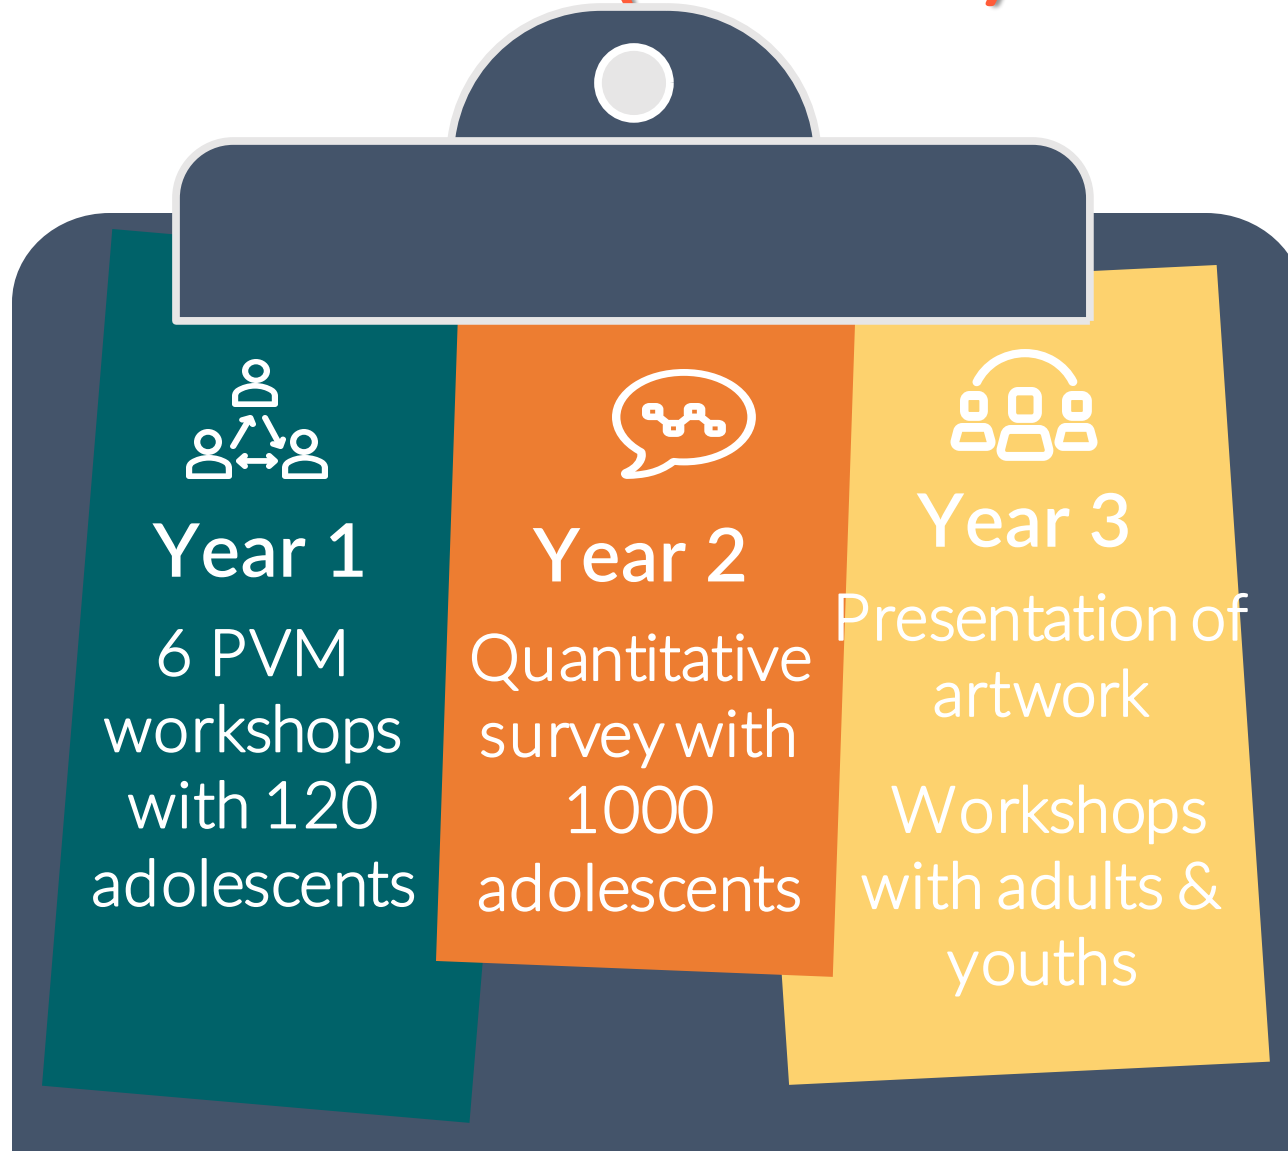 Year 1
6 PVM
workshops
with 120
adolescents
Year 2
Quantitative
survey with
1000
adolescents
Year 3
Presentation of
artwork
Workshops
with adults &
youths